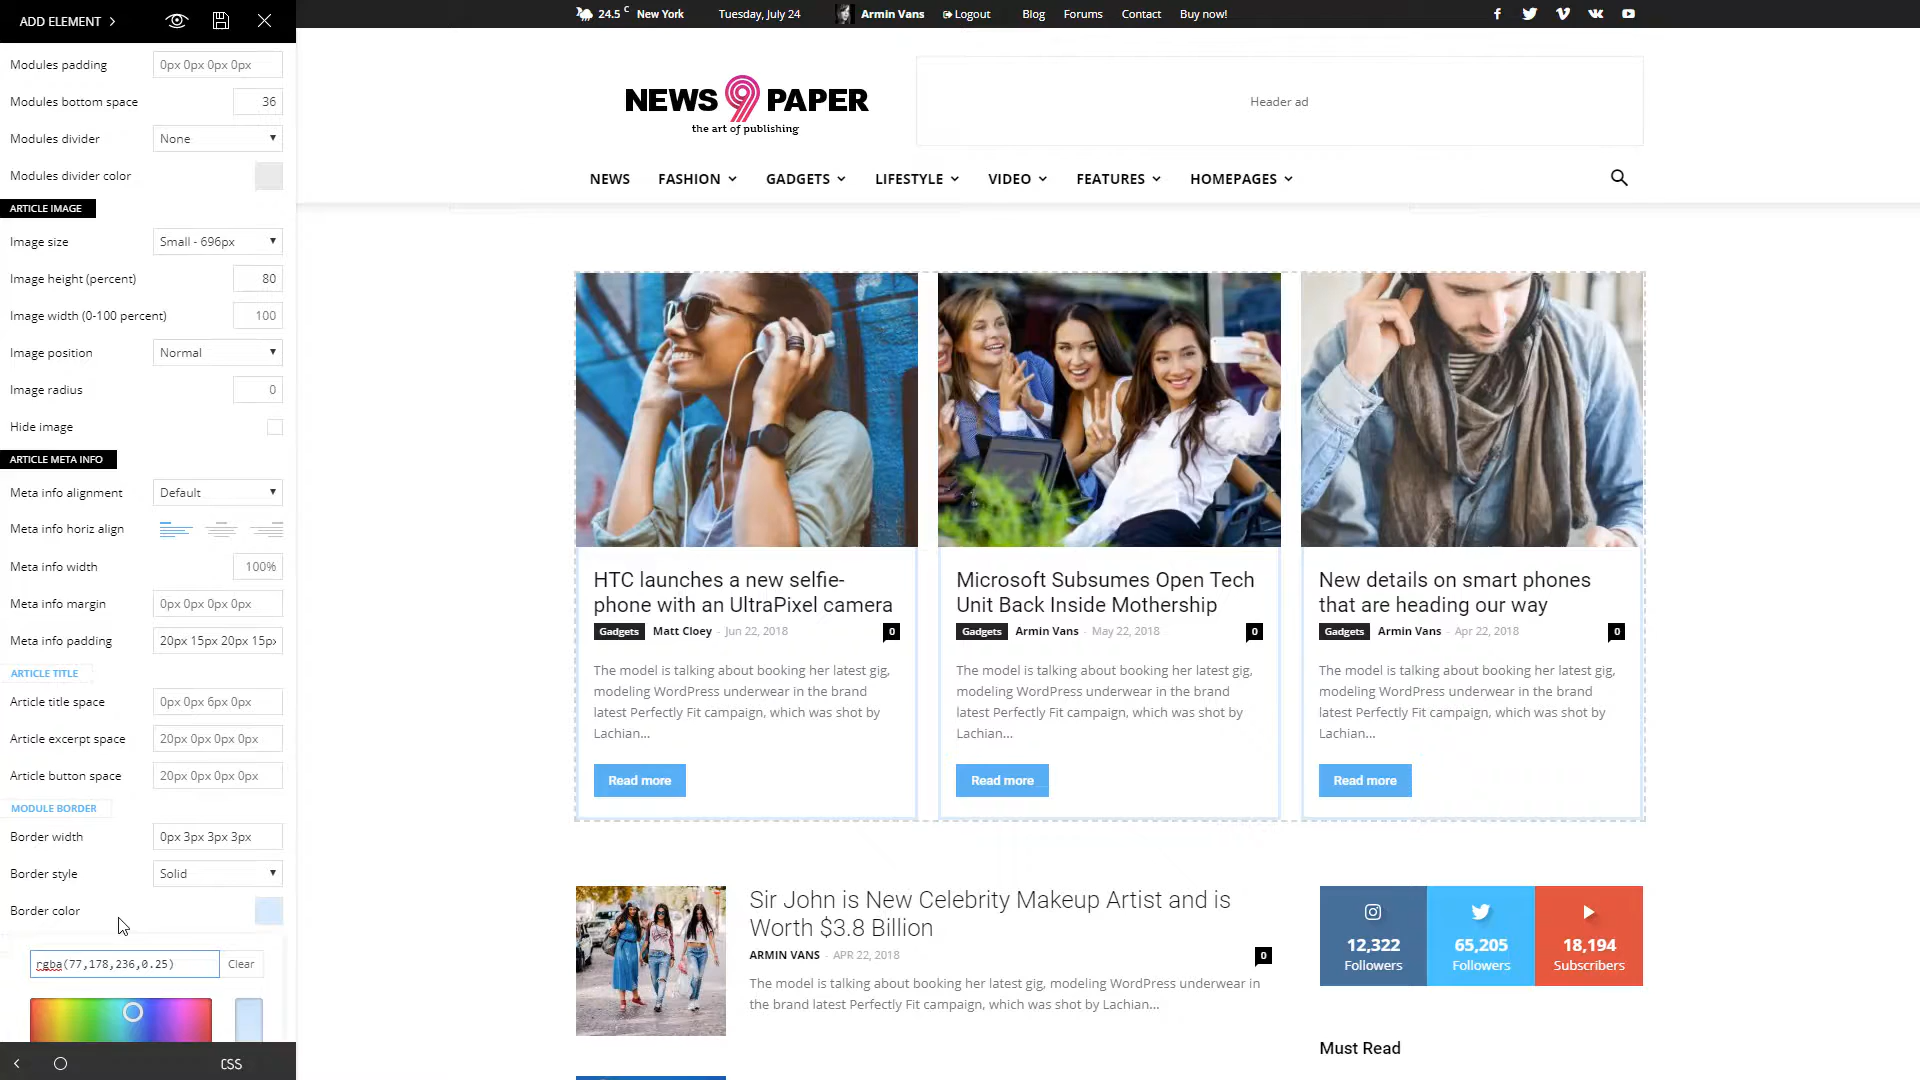 ADD ELEMENT
24.5 C New York Tuesday, July 24 Armin Vans Logout Blog Forums Contact Buy now!
Modules padding 0px 0px 0px 0px
Modules bottom space 36
Modules divider None
Modules divider color
ARTICLE IMAGE
Image size Small - 696px
Image height (percent) 80
Image width (0-100 percent) 100
Image position Normal
Image radius 0
Hide image
ARTICLE META INFO
Meta info alignment Default
Meta info horiz align
Meta info width 100%
Meta info margin 0px 0px 0px 0px
Meta info padding 20px 15px 20px 15px
ARTICLE TITLE
Article title space 0px 0px 6px 0px
Article excerpt space 20px 0px 0px 0px
Article button space 20px 0px 0px 0px
MODULE BORDER
Border width 0px 3px 3px 3px
Border style Solid
Border color
rgba(77,178,236,0.25) Clear
CSS
NEWS 9 PAPER
the art of publishing
Header ad
NEWS FASHION GADGETS LIFESTYLE VIDEO FEATURES HOMEPAGES
HTC launches a new selfie-
phone with an UltraPixel camera
Gadgets Matt Cloey - Jun 22, 2018 0
The model is talking about booking her latest gig,
modeling WordPress underwear in the brand
latest Perfectly Fit campaign, which was shot by
Lachian...
Read more
Microsoft Subsumes Open Tech
Unit Back Inside Mothership
Gadgets Armin Vans - May 22, 2018 0
The model is talking about booking her latest gig,
modeling WordPress underwear in the brand
latest Perfectly Fit campaign, which was shot by
Lachian...
Read more
New details on smart phones
that are heading our way
Gadgets Armin Vans - Apr 22, 2018 0
The model is talking about booking her latest gig,
modeling WordPress underwear in the brand
latest Perfectly Fit campaign, which was shot by
Lachian...
Read more
Sir John is New Celebrity Makeup Artist and is
Worth $3.8 Billion
ARMIN VANS - APR 22, 2018 0
The model is talking about booking her latest gig, modeling WordPress underwear in
the brand latest Perfectly Fit campaign, which was shot by Lachian...
12,322
Followers
65,205
Followers
18,194
Subscribers
Must Read